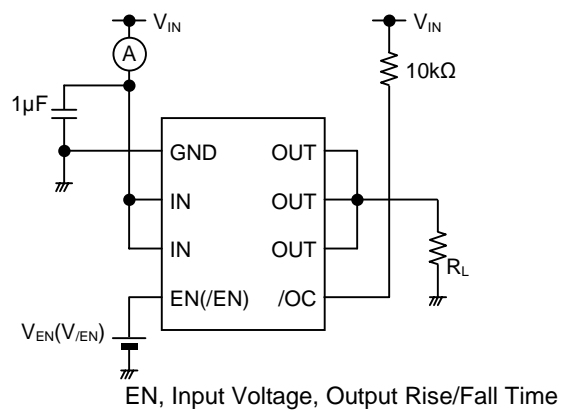 V_IN V_IN
A
10kΩ
1µF
GND OUT
IN OUT
IN OUT
R_L
EN(/EN) /OC
V_EN(V_/EN)
EN, Input Voltage, Output Rise/Fall Time